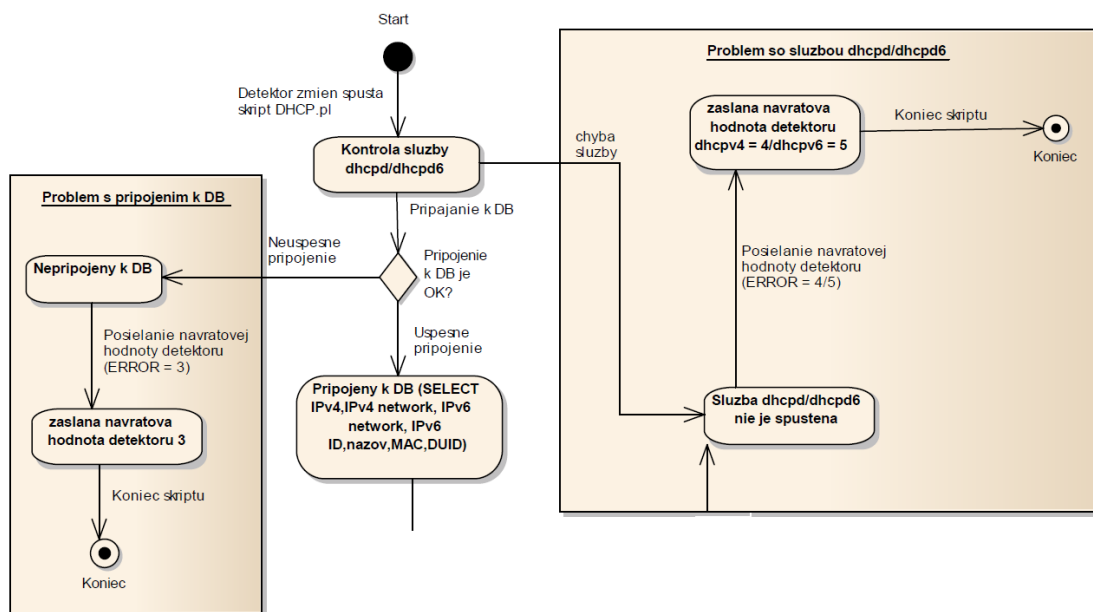 Start
Detektor zmien spusta
skript DHCP.pl
Kontrola sluzby
dhcpd/dhcpd6
Pripajanie k DB
Pripojenie
k DB je
OK?
Neuspesne
pripojenie
Uspesne
pripojenie
Pripojeny k DB (SELECT
IPv4,IPv4 network, IPv6
network, IPv6
ID,nazov,MAC,DUID)
Problem s pripojenim k DB
Nepripojeny k DB
Posielanie navratovej
hodnoty detektoru
(ERROR = 3)
zaslana navratova
hodnota detektoru 3
Koniec skriptu
Koniec
chyba
sluzby
Problem so sluzbou dhcpd/dhcpd6
zaslana navratova
hodnota detektoru
dhcpv4 = 4/dhcpv6 = 5
Koniec skriptu
Koniec
Posielanie navratovej
hodnoty detektoru
(ERROR = 4/5)
Sluzba dhcpd/dhcpd6
nie je spustena